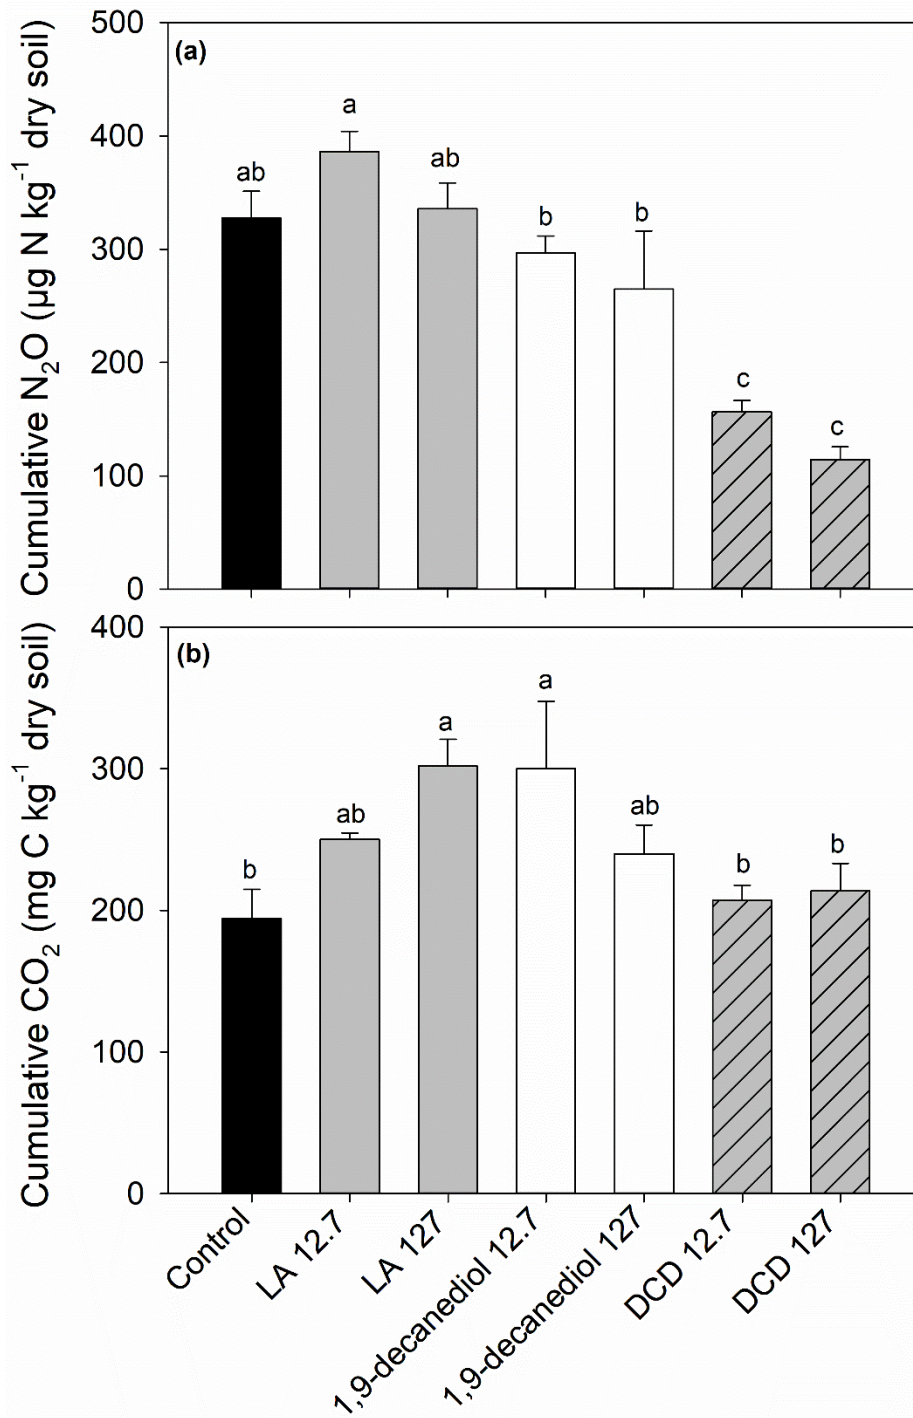 Cumulative N₂O (µg N kg⁻¹ dry soil)
500
400
300
200
100
0
(a)
ab
a
ab
b
b
c
c
Cumulative CO₂ (mg C kg⁻¹ dry soil)
400
300
200
100
0
(b)
b
ab
a
a
ab
b
b
Control
LA 12.7
LA 127
1,9-decanediol 12.7
1,9-decanediol 127
DCD 12.7
DCD 127